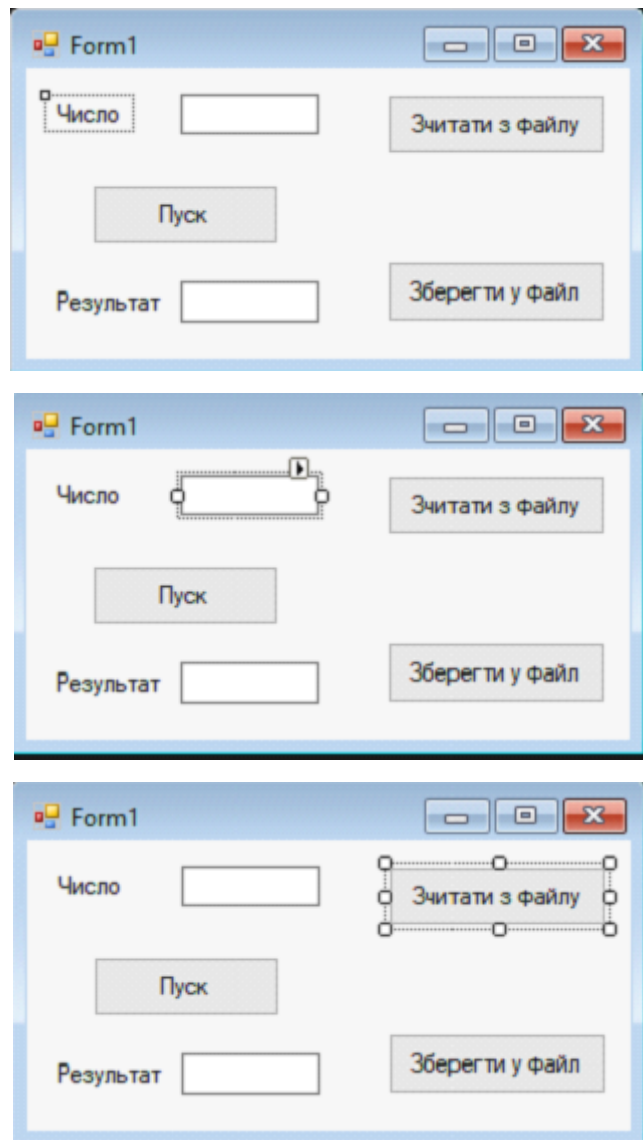 Form1
Число
Зчитати з файлу
Пуск
Результат
Зберегти у файл
Form1
Число
Зчитати з файлу
Пуск
Результат
Зберегти у файл
Form1
Число
Зчитати з файлу
Пуск
Результат
Зберегти у файл